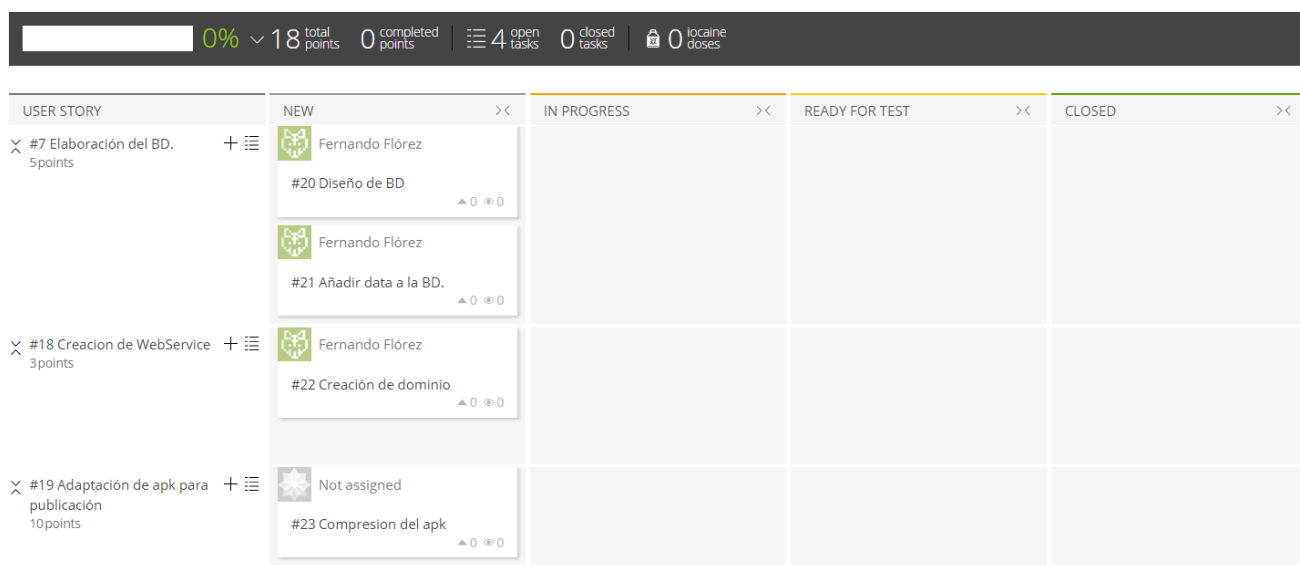 0% 18 total points 0 completed points 4 open tasks 0 closed tasks 0 iocaine doses
USER STORY NEW IN PROGRESS READY FOR TEST CLOSED
#7 Elaboración del BD.
5points
Fernando Flórez
#20 Diseño de BD
0 0
Fernando Flórez
#21 Añadir data a la BD.
0 0
#18 Creacion de WebService
3points
Fernando Flórez
#22 Creación de dominio
0 0
#19 Adaptación de apk para
publicación
10points
Not assigned
#23 Compresion del apk
0 0